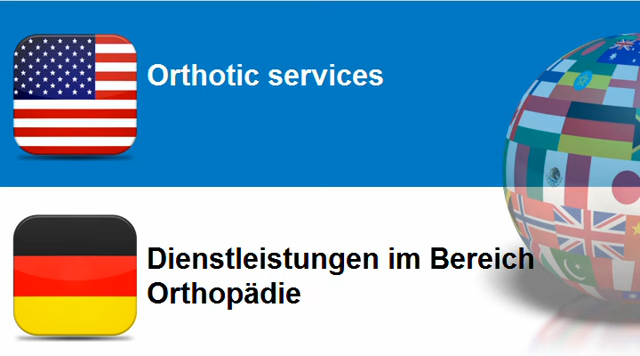 Orthotic services
Dienstleistungen im Bereich
Orthopädie